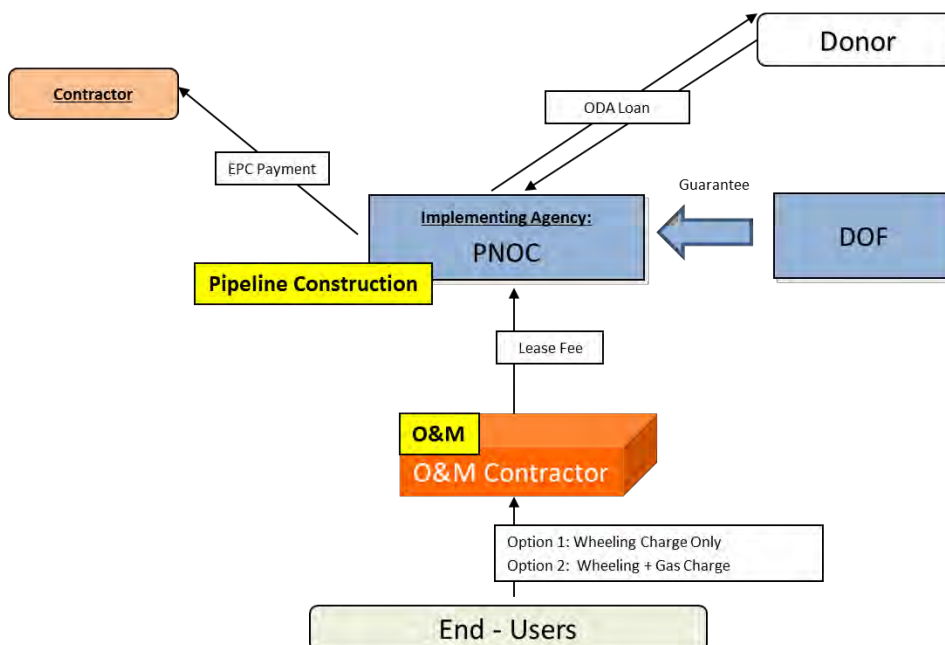 Donor
Contractor
ODA Loan
EPC Payment
Guarantee
Implementing Agency:
PNOC
DOF
Pipeline Construction
Lease Fee
O&M
O&M Contractor
Option 1: Wheeling Charge Only
Option 2: Wheeling + Gas Charge
End - Users